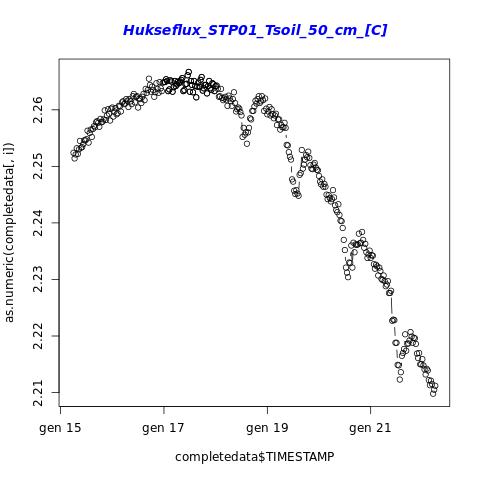 Hukseflux_STP01_Tsoil_50_cm_[C]
as.numeric(completedata[, i])
2.26
2.25
2.24
2.23
2.22
2.21
gen 15 gen 17 gen 19 gen 21
completedata$TIMESTAMP